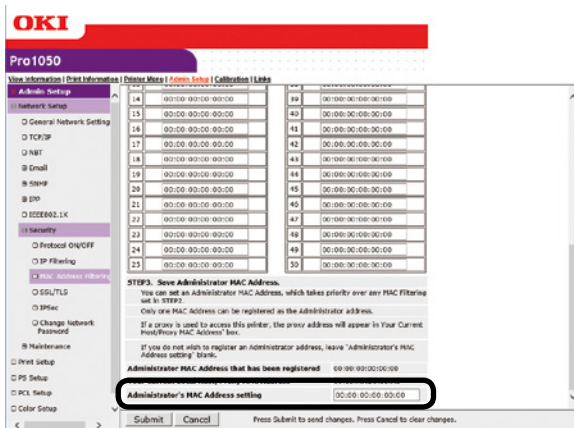 OKI
Pro1050
View Information | Print Information | Printer Menu | Admin Setup | Calibration | Links
Admin Setup
Network Setup
General Network Setting
TCP/IP
NBT
Email
SNMP
IPP
IEEE802.1X
Security
Protocol ON/OFF
IP Filtering
MAC Address Filtering
SSL/TLS
IPSec
Change Network
Password
Maintenance
Print Setup
PS Setup
PCL Setup
Color Setup
14 00:00:00:00:00:00 39 00:00:00:00:00:00
15 00:00:00:00:00:00 40 00:00:00:00:00:00
16 00:00:00:00:00:00 41 00:00:00:00:00:00
17 00:00:00:00:00:00 42 00:00:00:00:00:00
18 00:00:00:00:00:00 43 00:00:00:00:00:00
19 00:00:00:00:00:00 44 00:00:00:00:00:00
20 00:00:00:00:00:00 45 00:00:00:00:00:00
21 00:00:00:00:00:00 46 00:00:00:00:00:00
22 00:00:00:00:00:00 47 00:00:00:00:00:00
23 00:00:00:00:00:00 48 00:00:00:00:00:00
24 00:00:00:00:00:00 49 00:00:00:00:00:00
25 00:00:00:00:00:00 50 00:00:00:00:00:00
STEP3. Save Administrator MAC Address.
You can set an Administrator MAC Address, which takes priority over any MAC Filtering
set in STEP2.
Only one MAC Address can be registered as the Administrator address.
If a proxy is used to access this printer, the proxy address will appear in 'Your Current
Host/Proxy MAC Address' box.
If you do not wish to register an Administrator address, leave "Administrator's MAC
Address setting" blank.
Administrator MAC Address that has been registered 00:00:00:00:00:00
Administrator's MAC Address setting 00:00:00:00:00:00
Submit Cancel Press Submit to send changes. Press Cancel to clear changes.